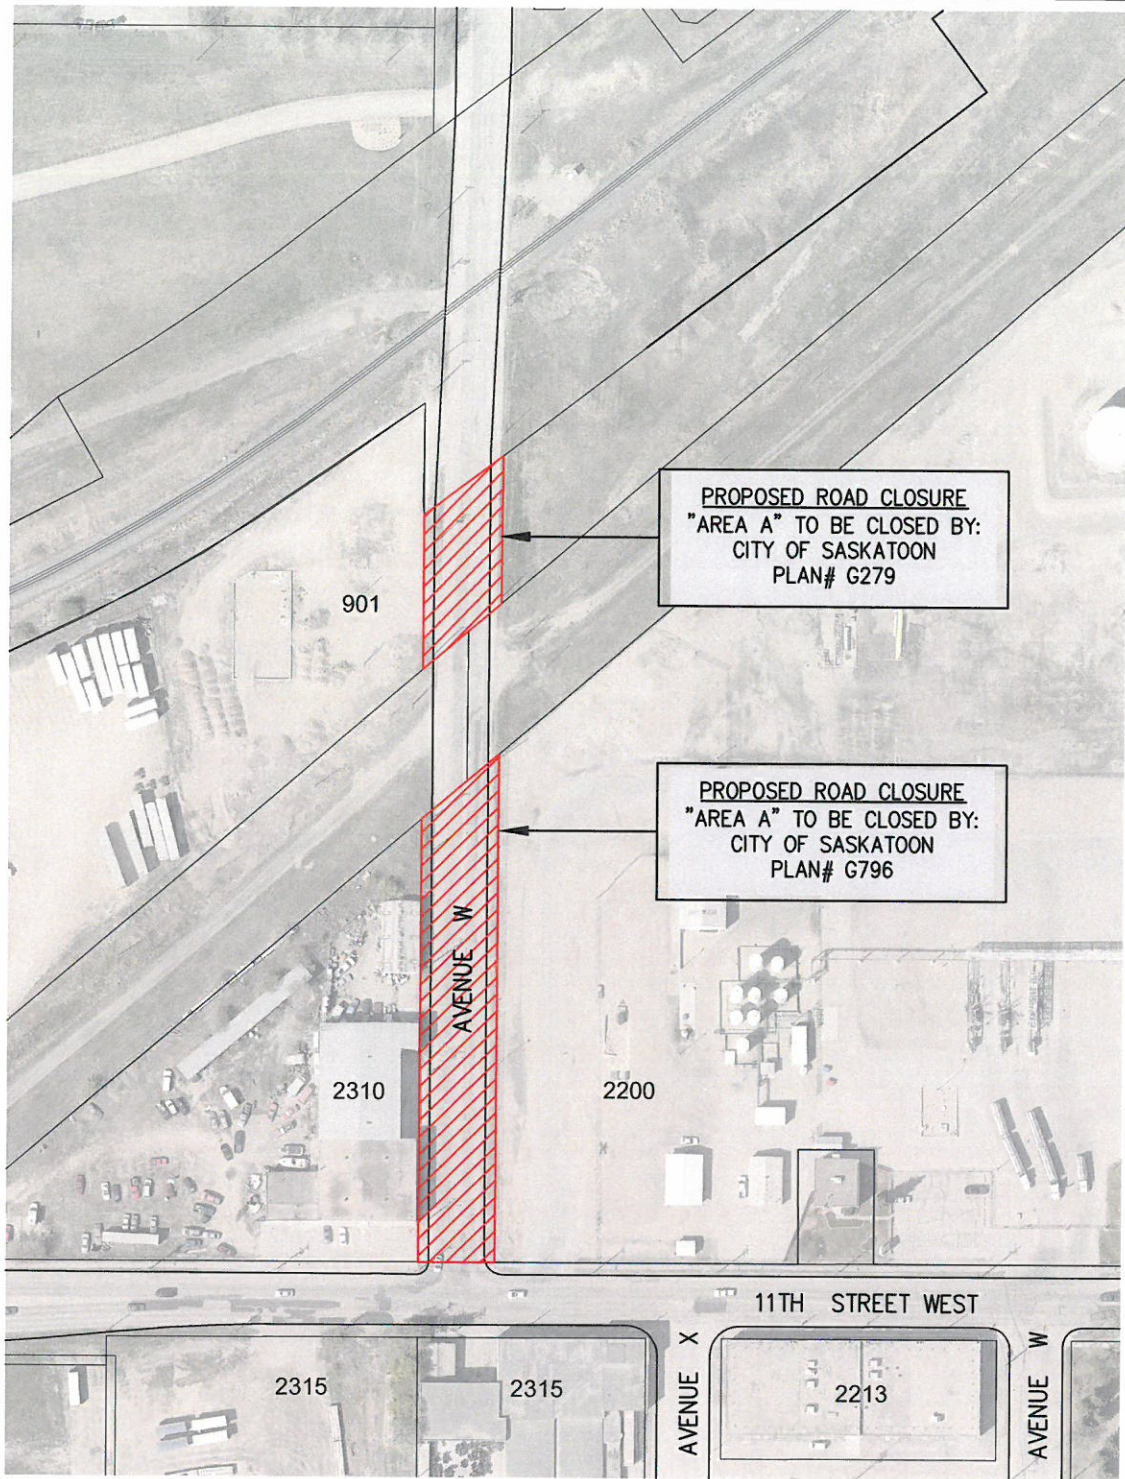 PROPOSED ROAD CLOSURE
"AREA A" TO BE CLOSED BY:
CITY OF SASKATOON
PLAN# G279
901
PROPOSED ROAD CLOSURE
"AREA A" TO BE CLOSED BY:
CITY OF SASKATOON
PLAN# G796
AVENUE W
2310
2200
11TH STREET WEST
2315
2315
AVENUE X
2213
AVENUE W